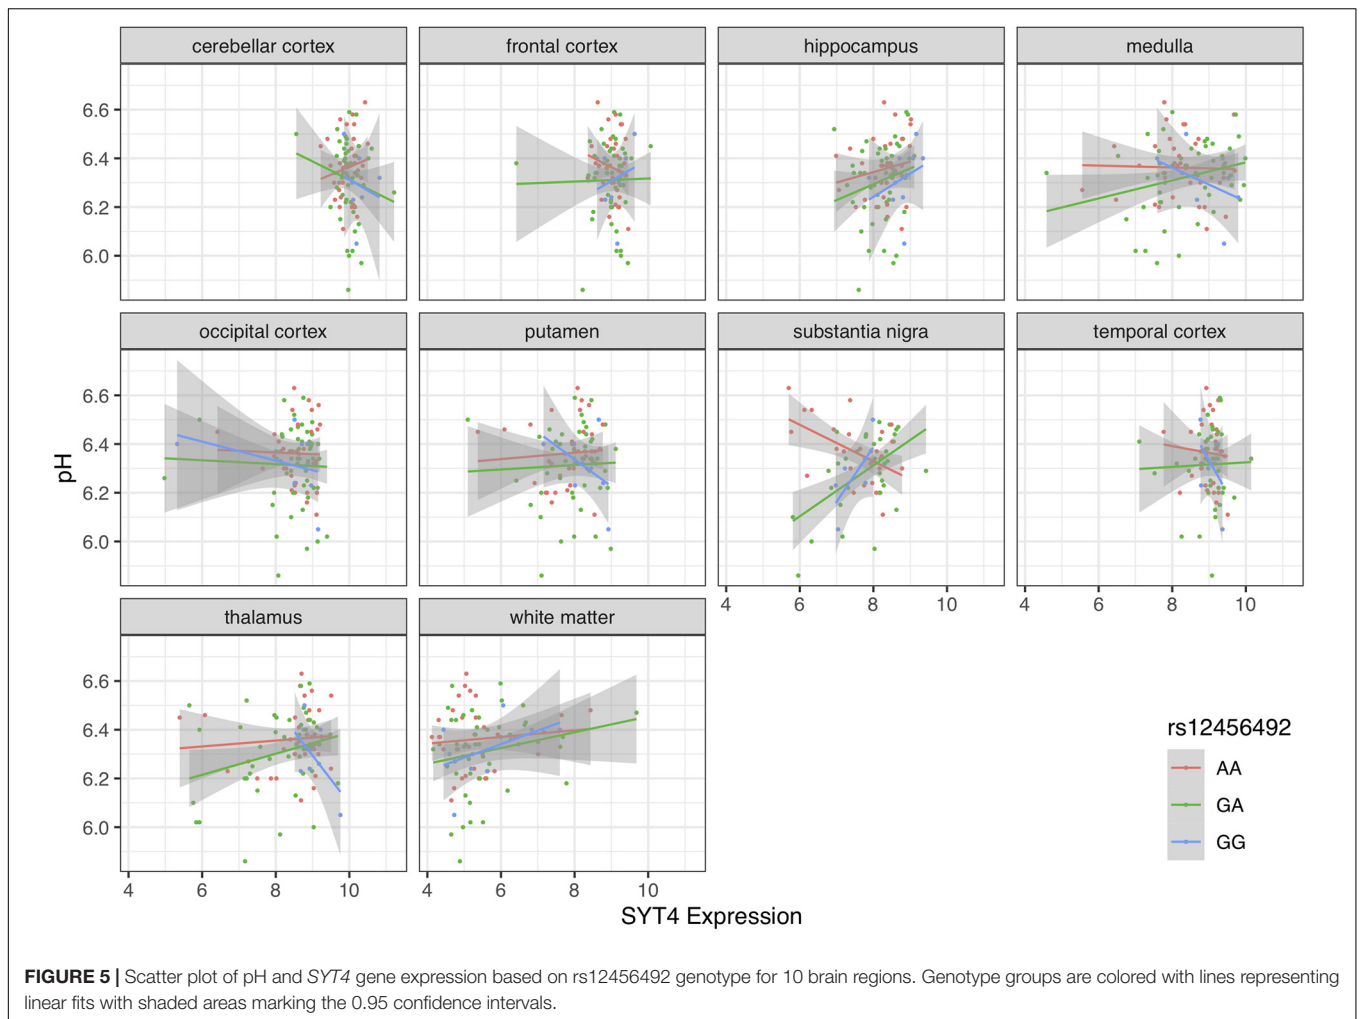 cerebellar cortex frontal cortex hippocampus medulla
6.6
6.4
6.2
6.0
occipital cortex putamen substantia nigra temporal cortex
6.6
6.4
6.2
6.0
pH
4 6 8 10 4 6 8 10
thalamus white matter
6.6
6.4
6.2
6.0
4 6 8 10 4 6 8 10
SYT4 Expression
rs12456492
AA
GA
GG
FIGURE 5 | Scatter plot of pH and SYT4 gene expression based on rs12456492 genotype for 10 brain regions. Genotype groups are colored with lines representing
linear fits with shaded areas marking the 0.95 confidence intervals.